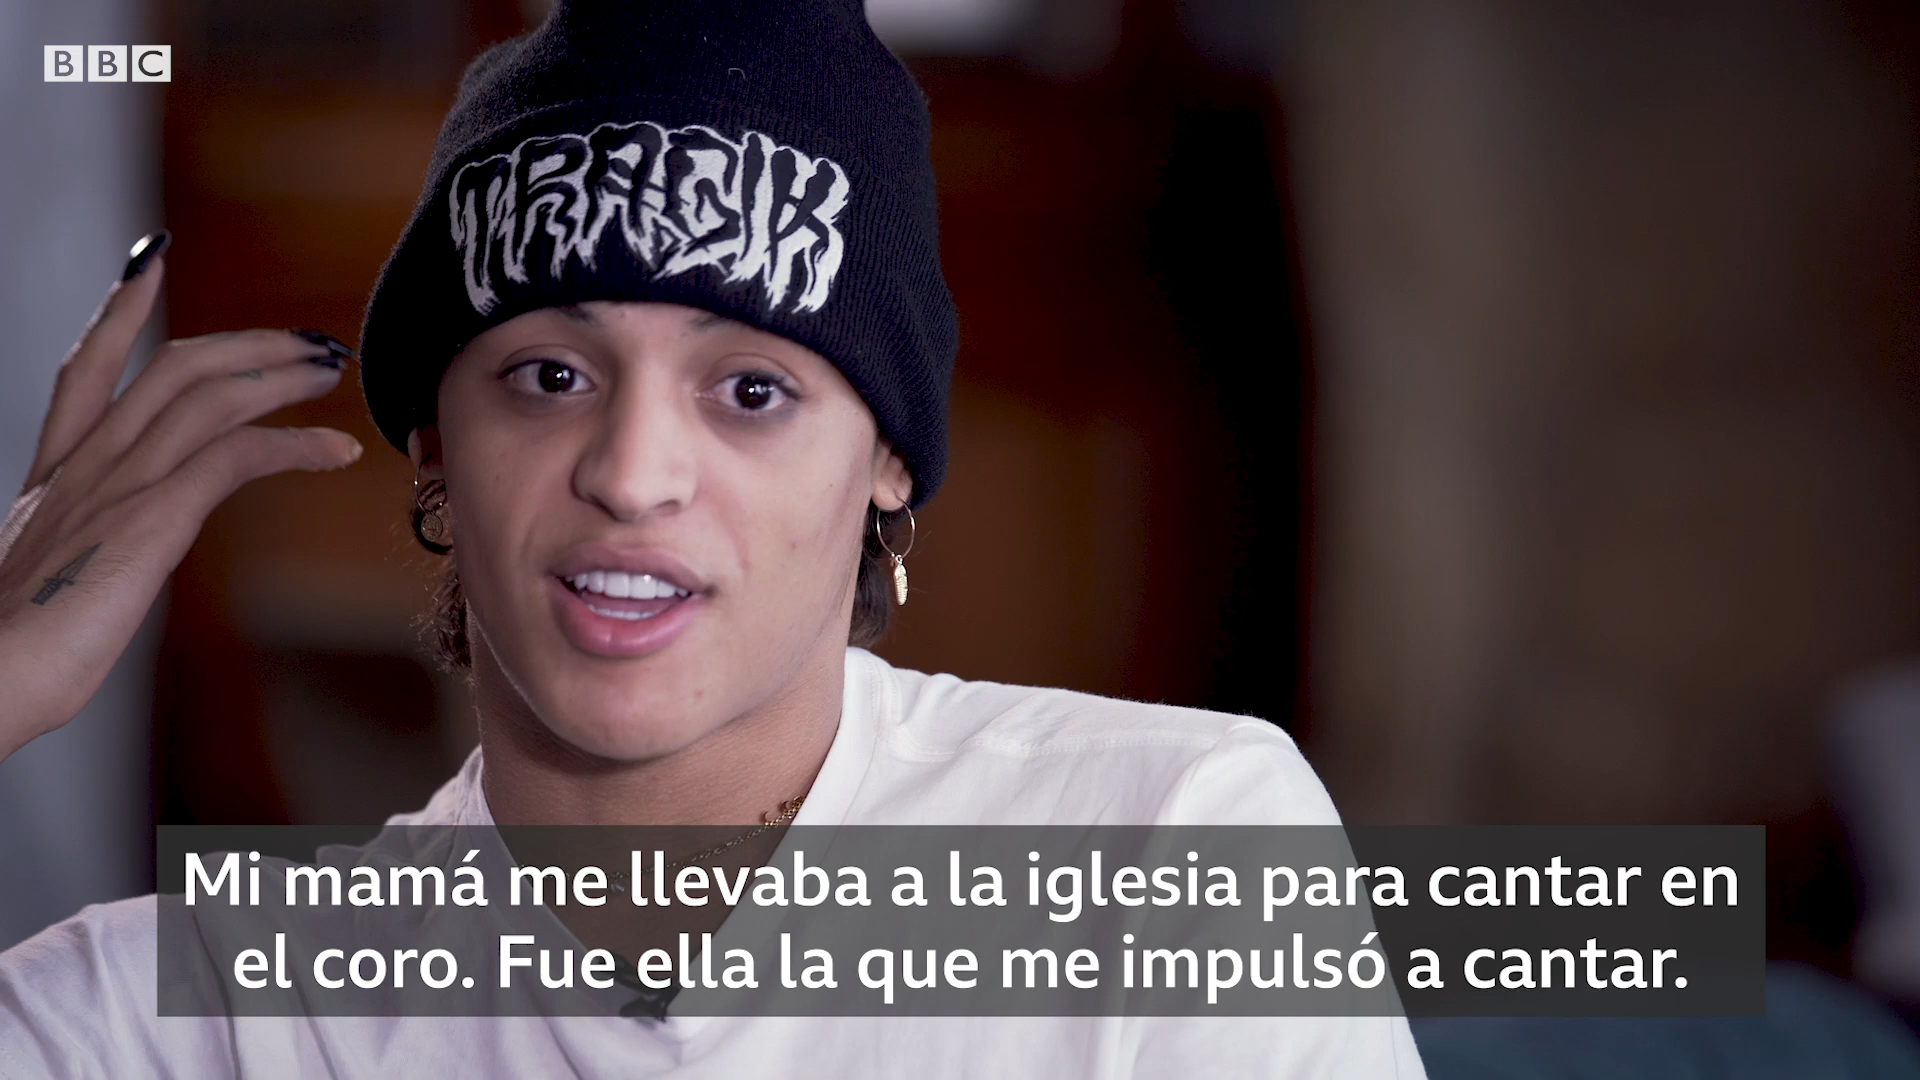 BBC
TRAGIK
Mi mamá me llevaba a la iglesia para cantar en
el coro. Fue ella la que me impulsó a cantar.